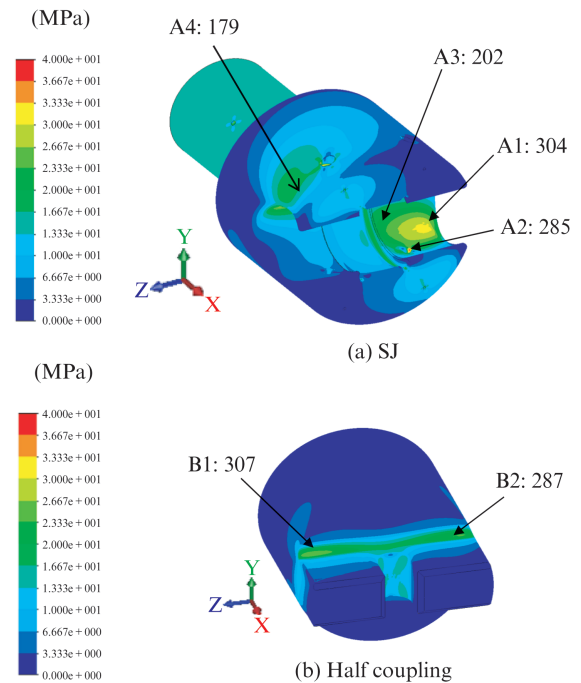 (MPa)
4.000e + 001
3.667e + 001
3.333e + 001
3.000e + 001
2.667e + 001
2.333e + 001
2.000e + 001
1.667e + 001
1.333e + 001
1.000e + 001
6.667e + 000
3.333e + 000
0.000e + 000
A4: 179
A3: 202
A1: 304
A2: 285
Y
Z
X
(a) SJ
(MPa)
4.000e + 001
3.667e + 001
3.333e + 001
3.000e + 001
2.667e + 001
2.333e + 001
2.000e + 001
1.667e + 001
1.333e + 001
1.000e + 001
6.667e + 000
3.333e + 000
0.000e + 000
B1: 307
B2: 287
Y
Z
X
(b) Half coupling